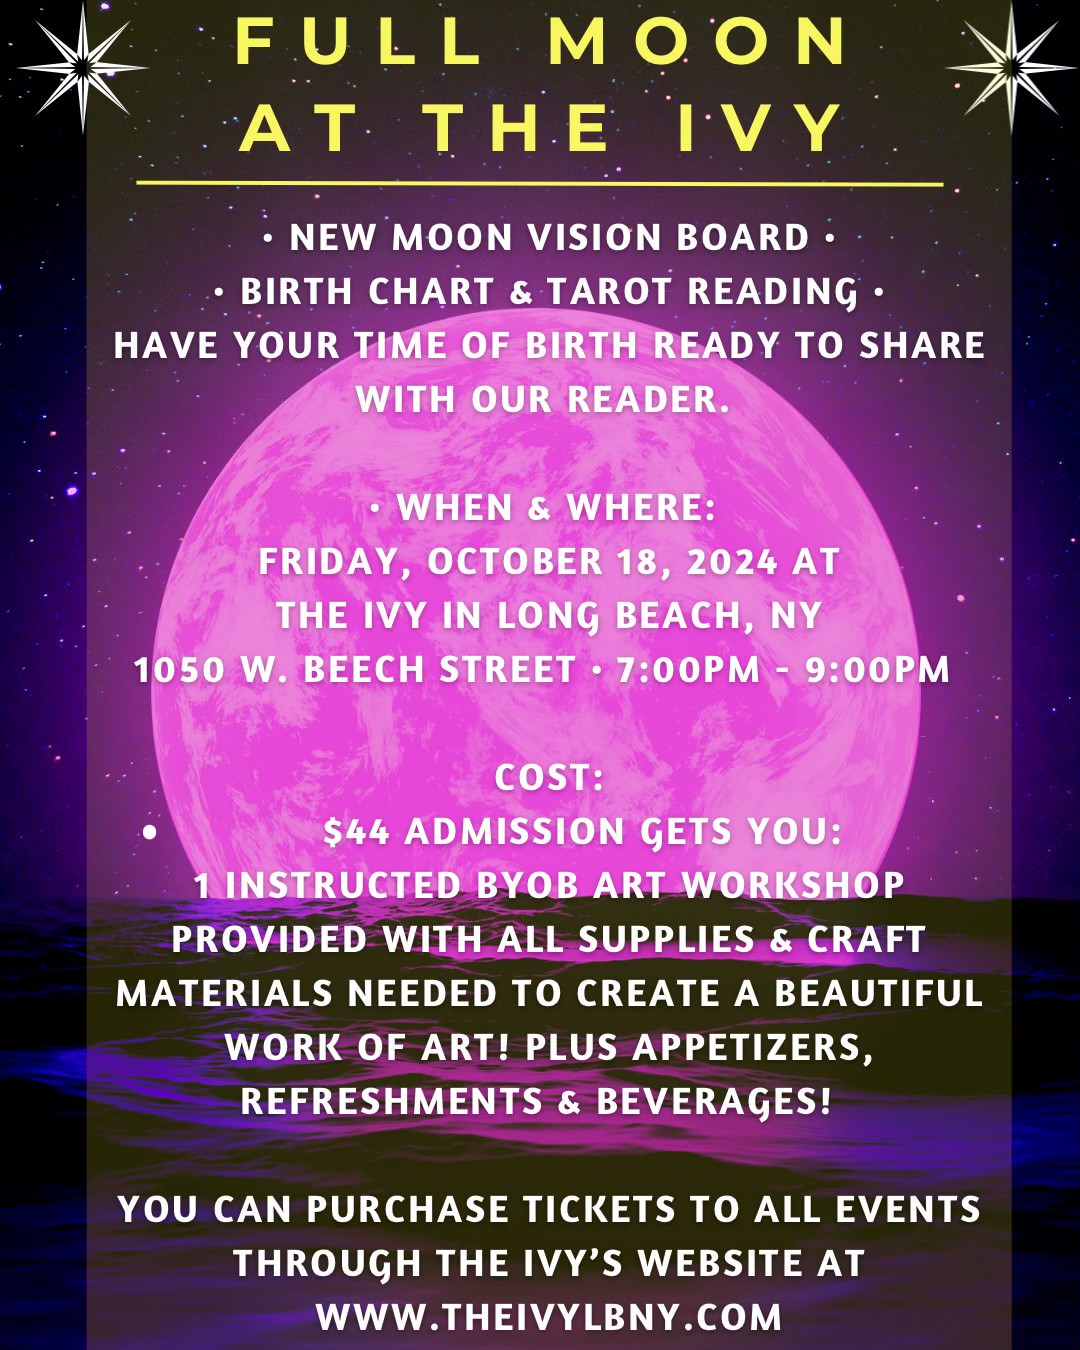 FULL MOON
AT THE IVY
· NEW MOON VISION BOARD ·
· BIRTH CHART & TAROT READING ·
HAVE YOUR TIME OF BIRTH READY TO SHARE
WITH OUR READER.
· WHEN & WHERE:
FRIDAY, OCTOBER 18, 2024 AT
THE IVY IN LONG BEACH, NY
1050 W. BEECH STREET · 7:00PM - 9:00PM
COST:
• $44 ADMISSION GETS YOU:
1 INSTRUCTED BYOB ART WORKSHOP
PROVIDED WITH ALL SUPPLIES & CRAFT
MATERIALS NEEDED TO CREATE A BEAUTIFUL
WORK OF ART! PLUS APPETIZERS,
REFRESHMENTS & BEVERAGES!
YOU CAN PURCHASE TICKETS TO ALL EVENTS
THROUGH THE IVY’S WEBSITE AT
WWW.THEIVYLBNY.COM